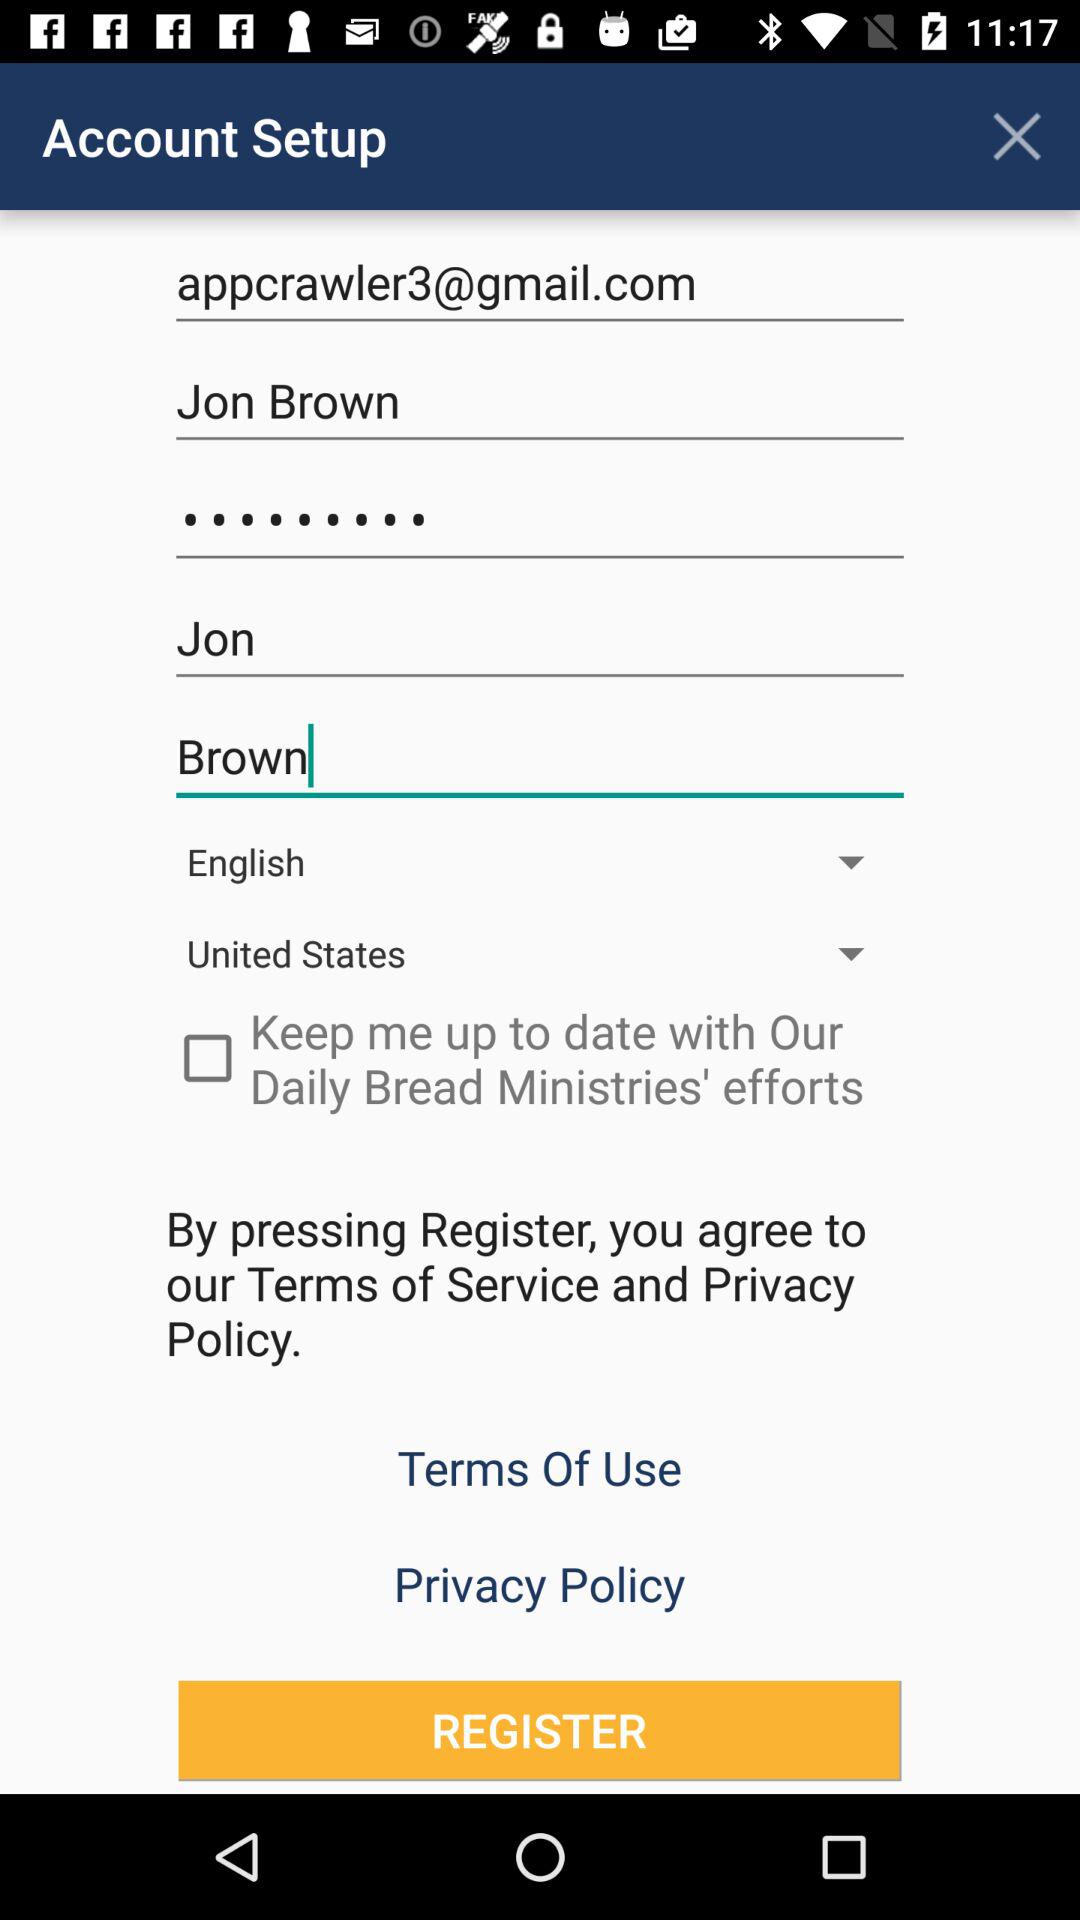 FAKE 11:17
Account Setup
appcrawler3@gmail.com
Jon Brown
•••••••••
Jon
Brown
English
United States
Keep me up to date with Our
Daily Bread Ministries' efforts
By pressing Register, you agree to
our Terms of Service and Privacy
Policy.
Terms Of Use
Privacy Policy
REGISTER